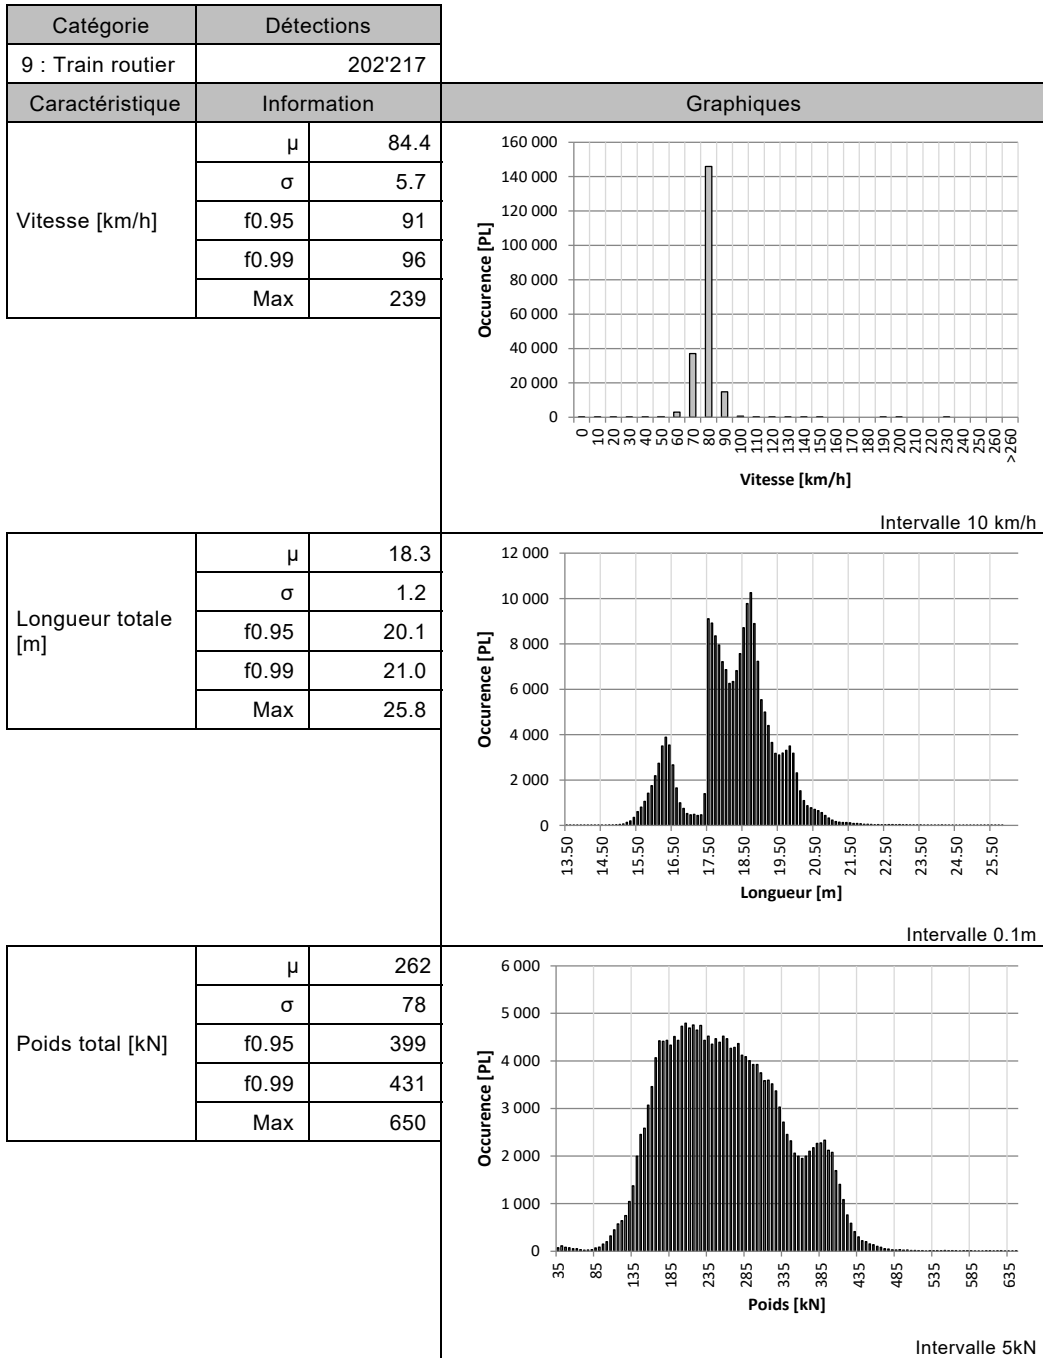 Catégorie Détections
9 : Train routier 202'217
Caractéristique Information Graphiques
Vitesse [km/h]
μ 84.4
σ 5.7
f0.95 91
f0.99 96
Max 239
160 000
140 000
120 000
100 000
80 000
60 000
40 000
20 000
0
Occurence [PL]
0 10 20 30 40 50 60 70 80 90 100 110 120 130 140 150 160 170 180 190 200 210 220 230 240 250 260 >260
Vitesse [km/h]
Intervalle 10 km/h
Longueur totale
[m]
μ 18.3
σ 1.2
f0.95 20.1
f0.99 21.0
Max 25.8
12 000
10 000
8 000
6 000
4 000
2 000
0
Occurence [PL]
13.50 14.50 15.50 16.50 17.50 18.50 19.50 20.50 21.50 22.50 23.50 24.50 25.50
Longueur [m]
Intervalle 0.1m
Poids total [kN]
μ 262
σ 78
f0.95 399
f0.99 431
Max 650
6 000
5 000
4 000
3 000
2 000
1 000
0
Occurence [PL]
35 85 135 185 235 285 335 385 435 485 535 585 635
Poids [kN]
Intervalle 5kN